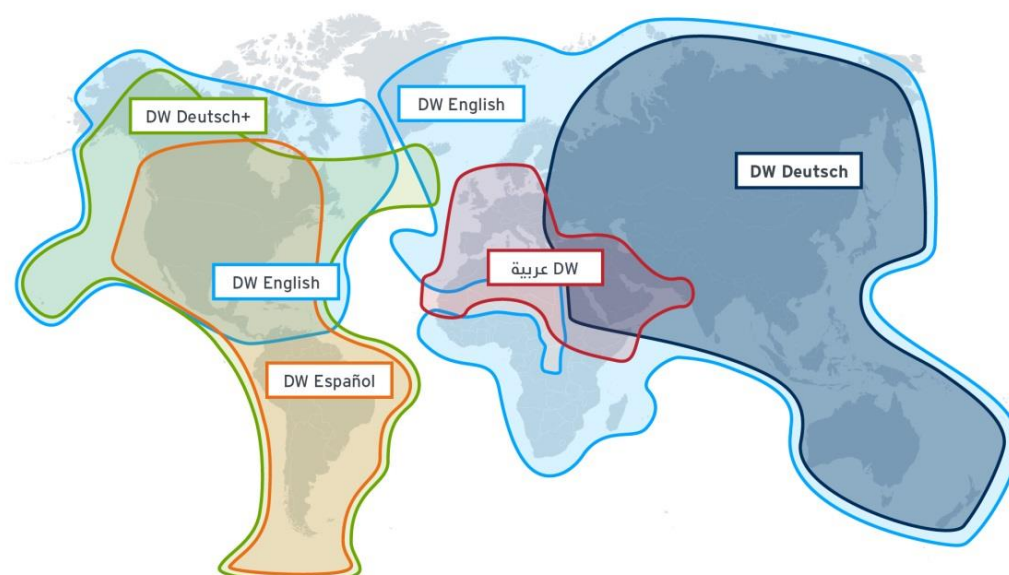 DW English
DW Deutsch+
DW Deutsch
DW عربية
DW English
DW Español